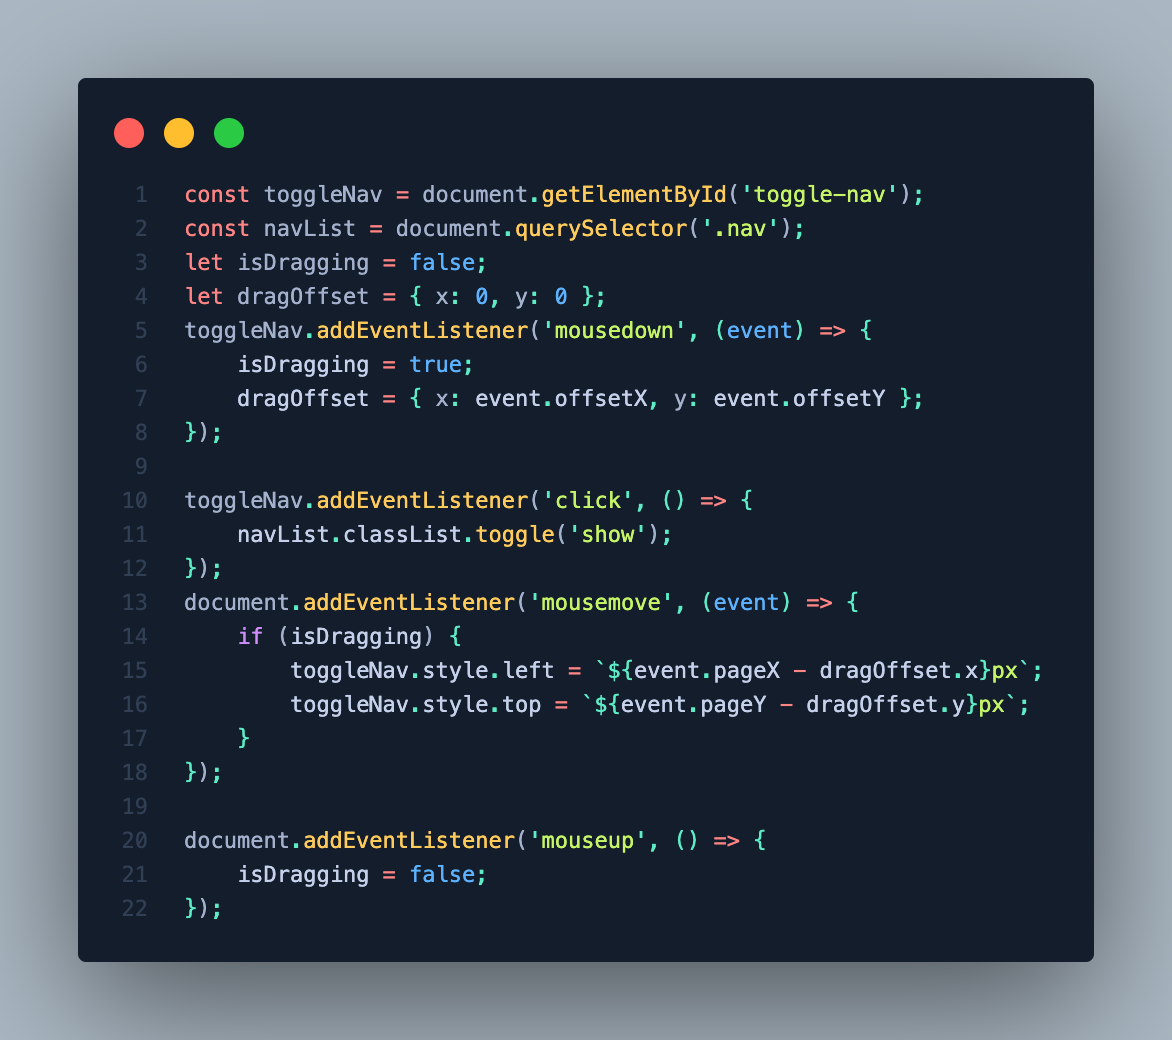 1 const toggleNav = document.getElementById('toggle-nav');
2 const navList = document.querySelector('.nav');
3 let isDragging = false;
4 let dragOffset = { x: 0, y: 0 };
5 toggleNav.addEventListener('mousedown', (event) => {
6     isDragging = true;
7     dragOffset = { x: event.offsetX, y: event.offsetY };
8 });
9
10 toggleNav.addEventListener('click', () => {
11     navList.classList.toggle('show');
12 });
13 document.addEventListener('mousemove', (event) => {
14     if (isDragging) {
15         toggleNav.style.left = `${event.pageX - dragOffset.x}px`;
16         toggleNav.style.top = `${event.pageY - dragOffset.y}px`;
17     }
18 });
19
20 document.addEventListener('mouseup', () => {
21     isDragging = false;
22 });